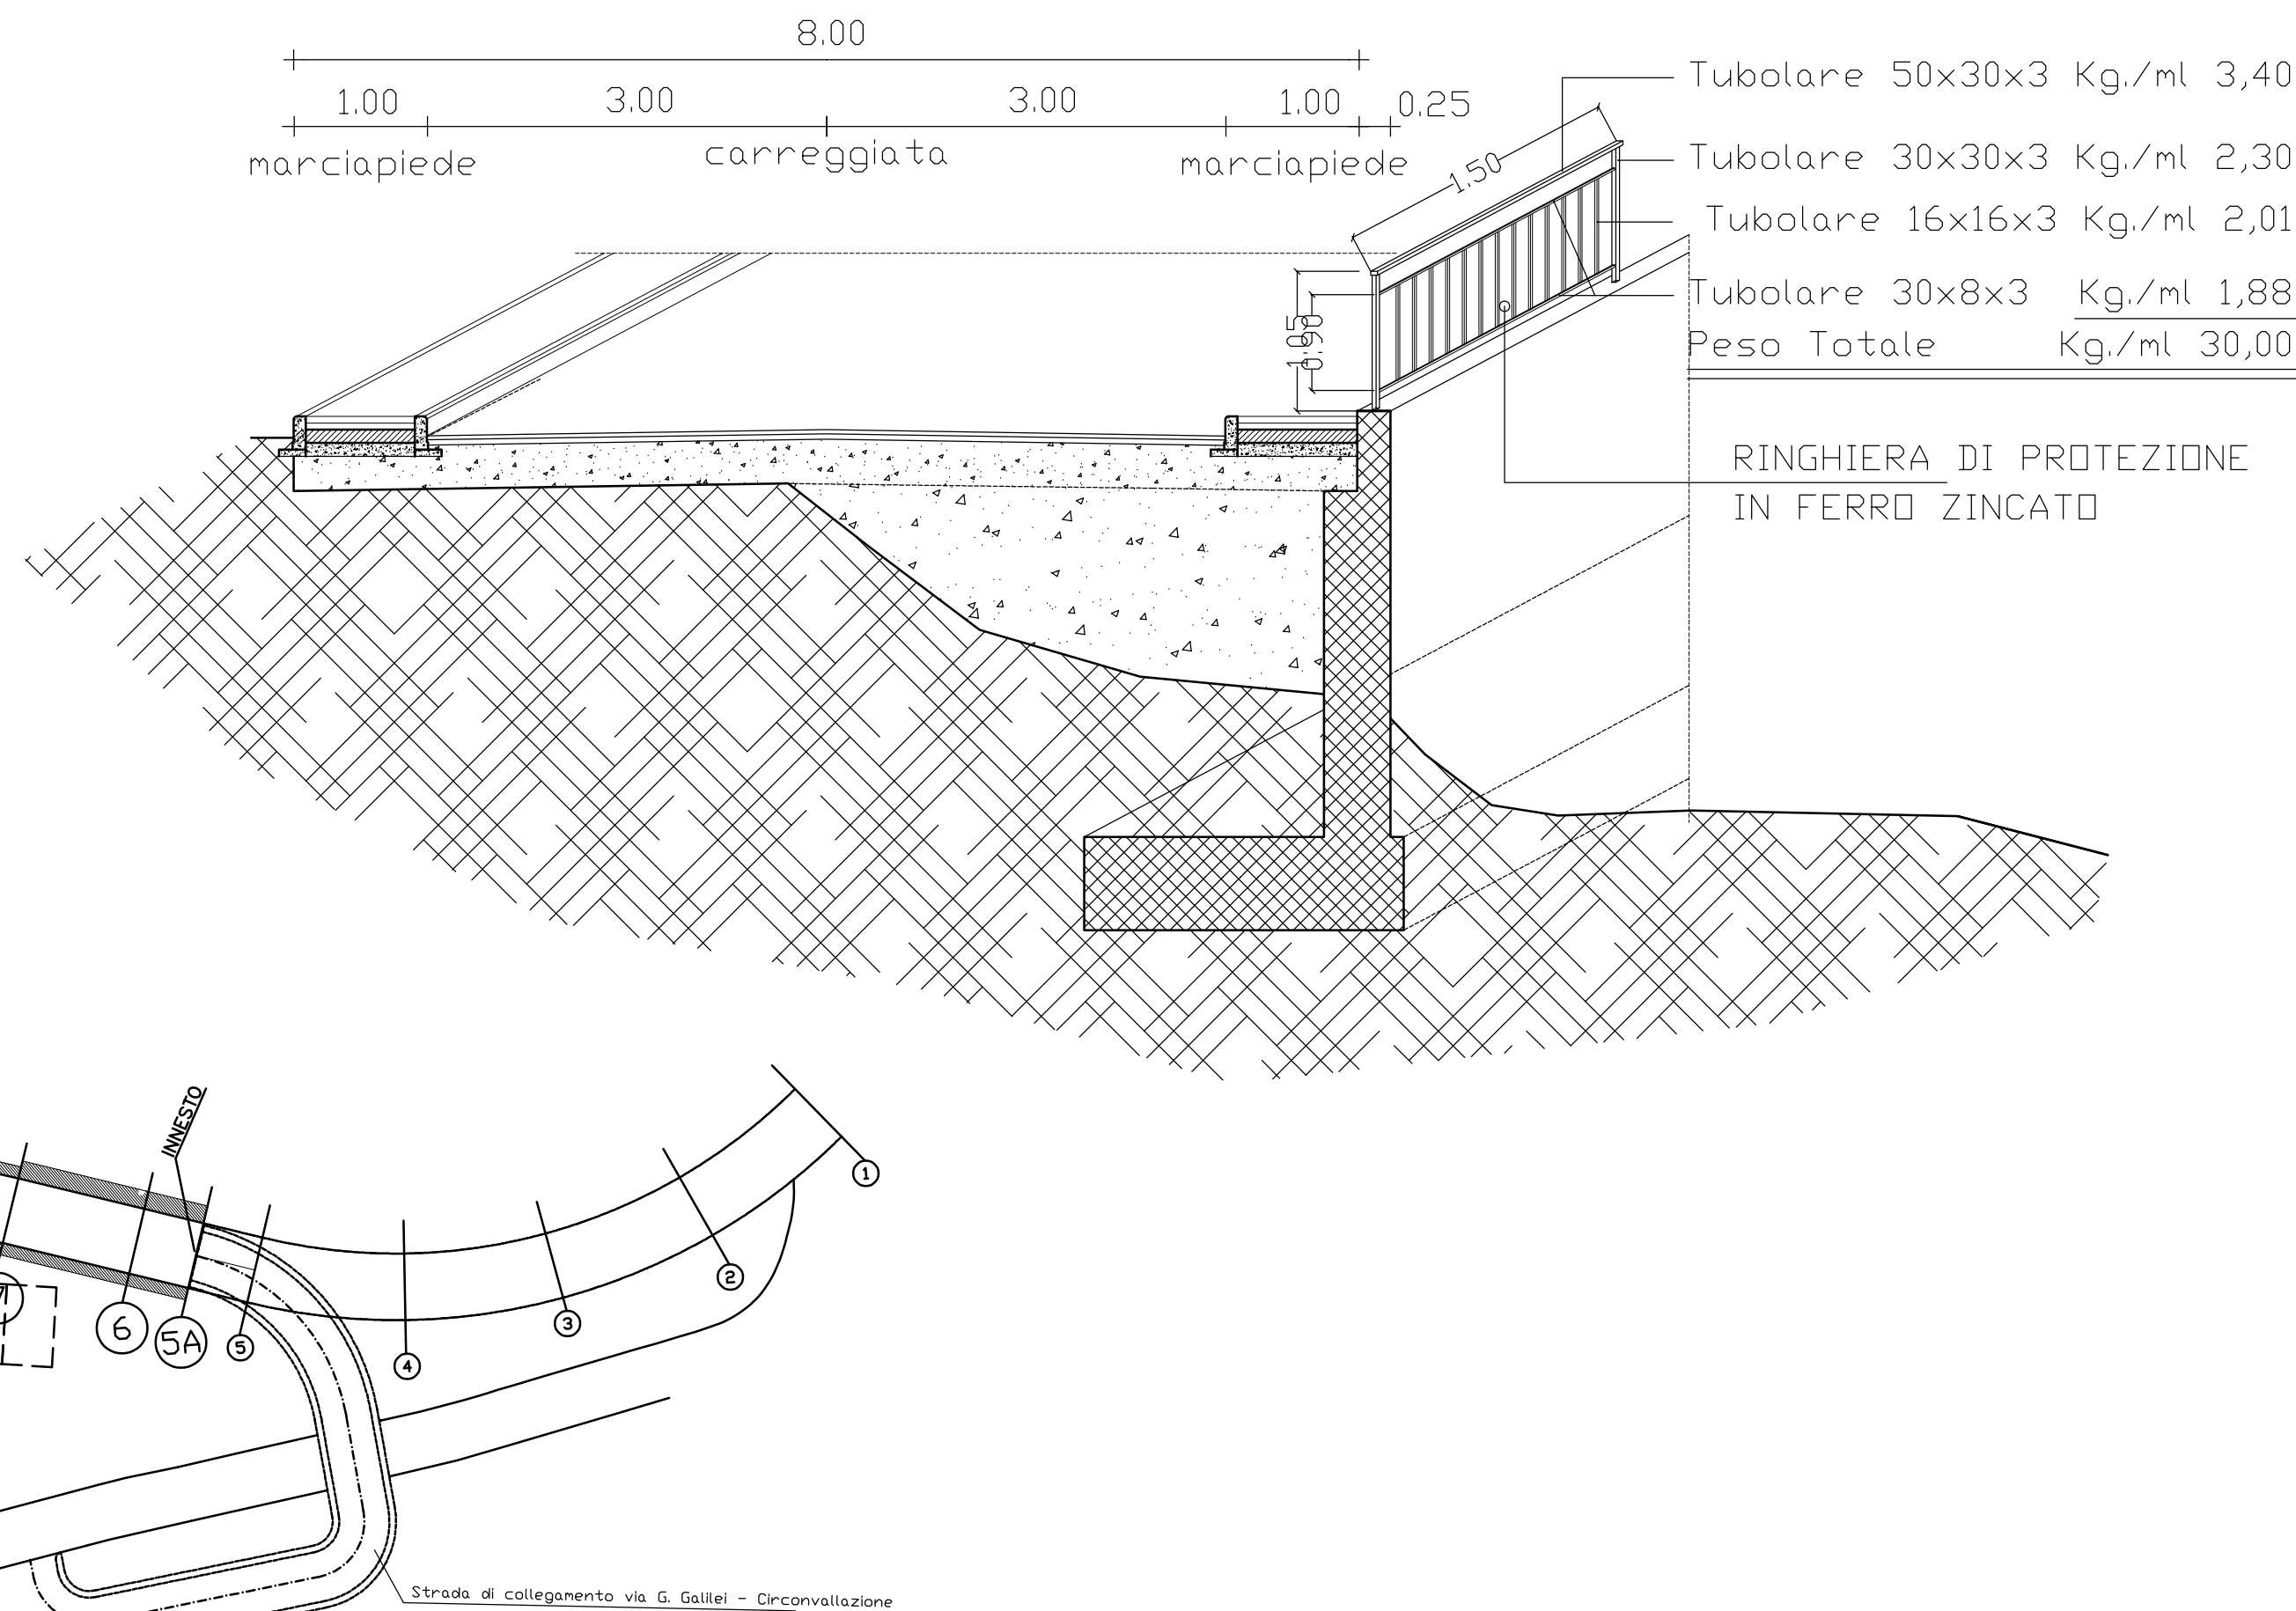 8.00
1.00 3.00 3.00 1.00 0.25
marciapiede carreggiata marciapiede
1.50
1.05
0.90
Tubolare 50x30x3 Kg./ml 3,40
Tubolare 30x30x3 Kg./ml 2,30
Tubolare 16x16x3 Kg./ml 2,01
Tubolare 30x8x3 Kg./ml 1,88
Peso Totale Kg./ml 30,00
RINGHIERA DI PROTEZIONE
IN FERRO ZINCATO
INNESTO
1
2
3
4
5
5A
6
7
Strada di collegamento via G. Galilei - Circonvallazione